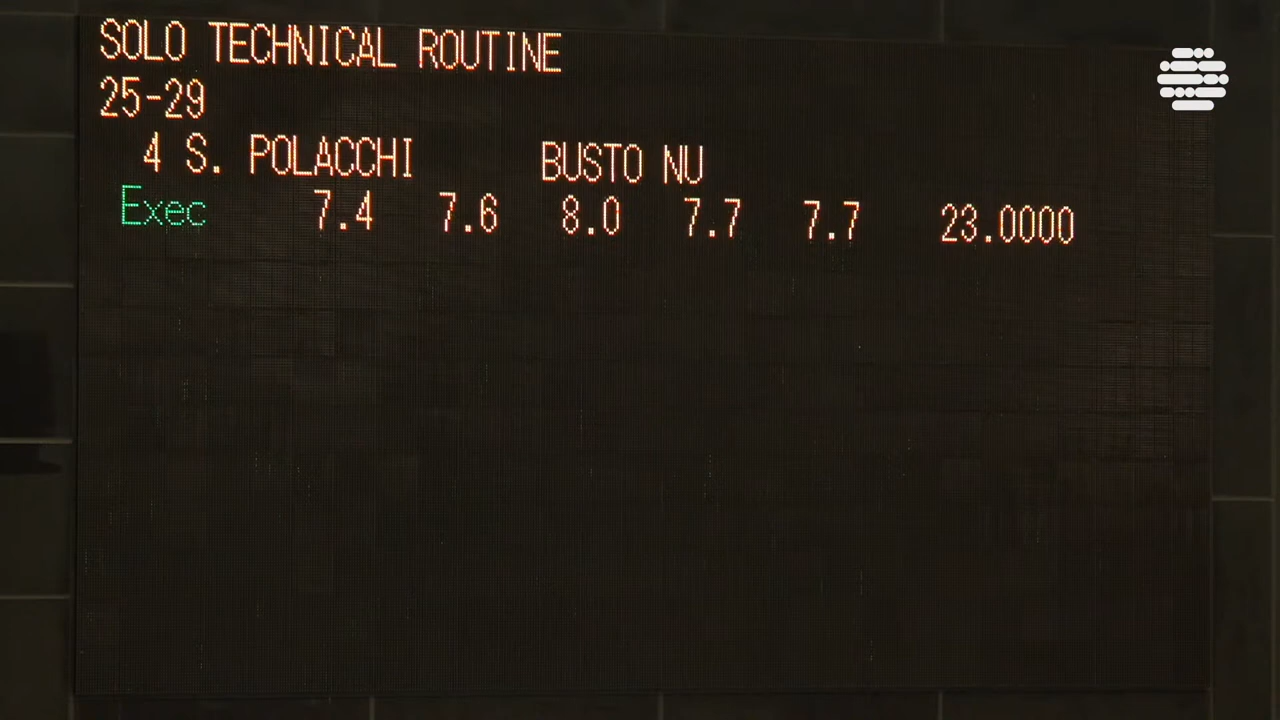 SOLO TECHNICAL ROUTINE
25-29
4 S. POLACCHI BUSTO NU
Exec 7.4 7.6 8.0 7.7 7.7 23.0000